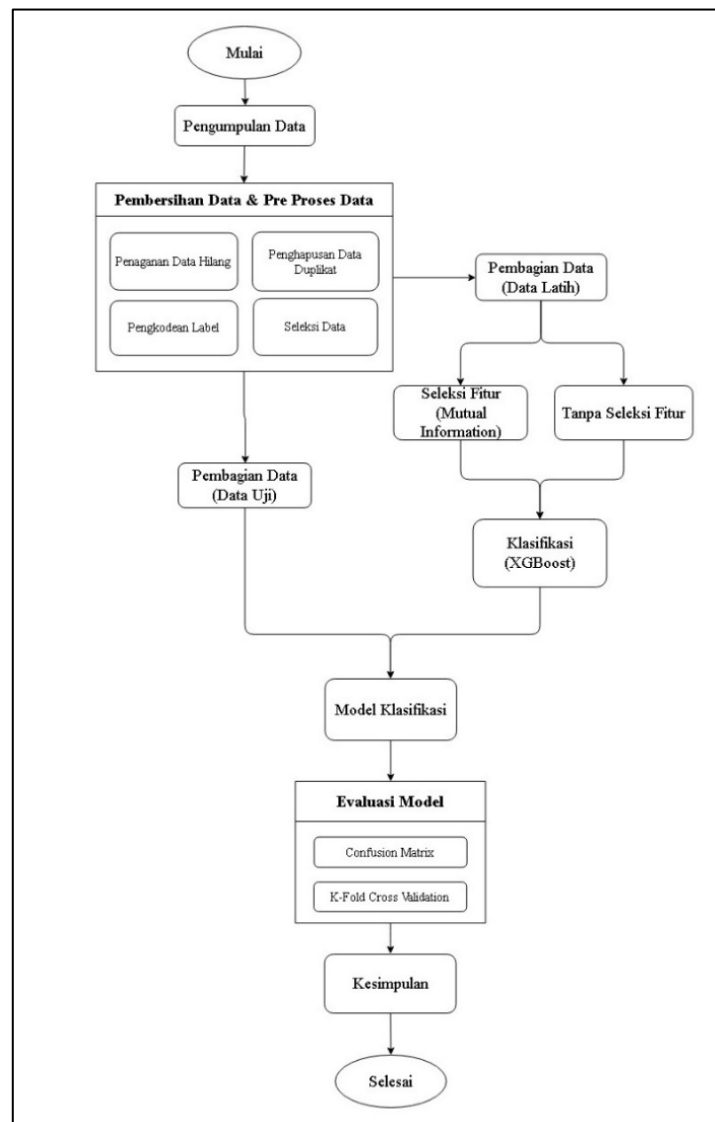 Mulai
Pengumpulan Data
Pembersihan Data & Pre Proses Data
Penaganan Data Hilang
Penghapusan Data
Duplikat
Pengkodean Label
Seleksi Data
Pembagian Data
(Data Latih)
Seleksi Fitur
(Mutual
Information)
Tanpa Seleksi Fitur
Pembagian Data
(Data Uji)
Klasifikasi
(XGBoost)
Model Klasifikasi
Evaluasi Model
Confusion Matrix
K-Fold Cross Validation
Kesimpulan
Selesai